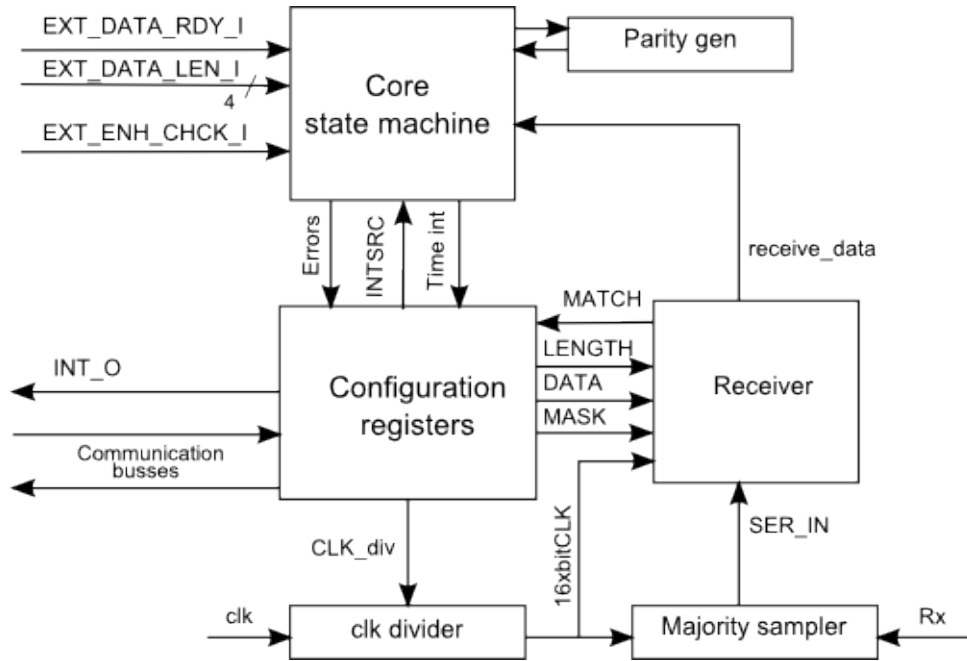 EXT_DATA_RDY_I
EXT_DATA_LEN_I
4
EXT_ENH_CHCK_I
Core
state machine
Parity gen
Errors
INTSRC
Time int
receive_data
MATCH
LENGTH
DATA
MASK
INT_O
Configuration
registers
Receiver
Communication
busses
CLK_div
16xbitCLK
SER_IN
clk
clk divider
Majority sampler
Rx